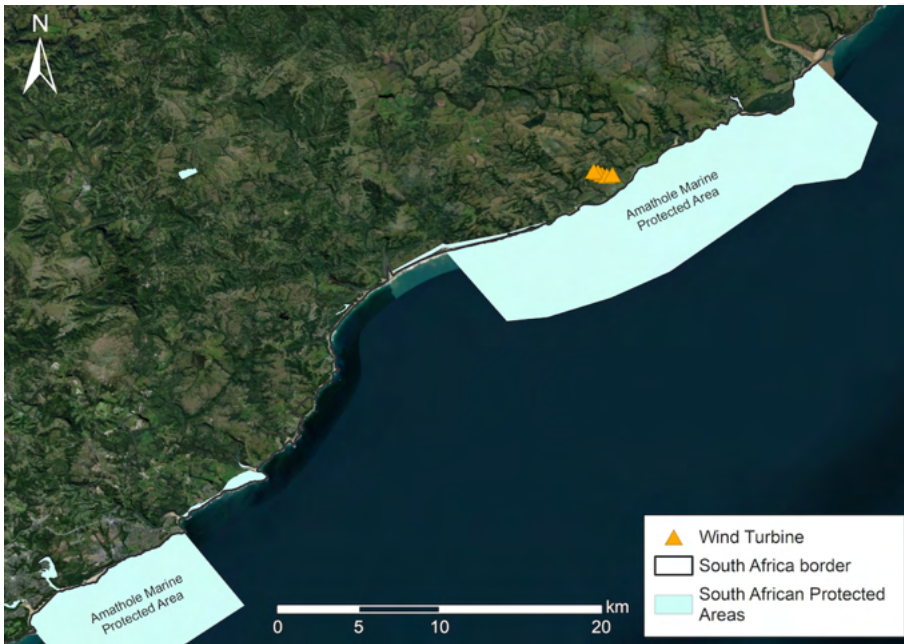 N
Amathole Marine
Protected Area
Amathole Marine
Protected Area
Wind Turbine
South Africa border
South African Protected
Areas
km
0 5 10 20